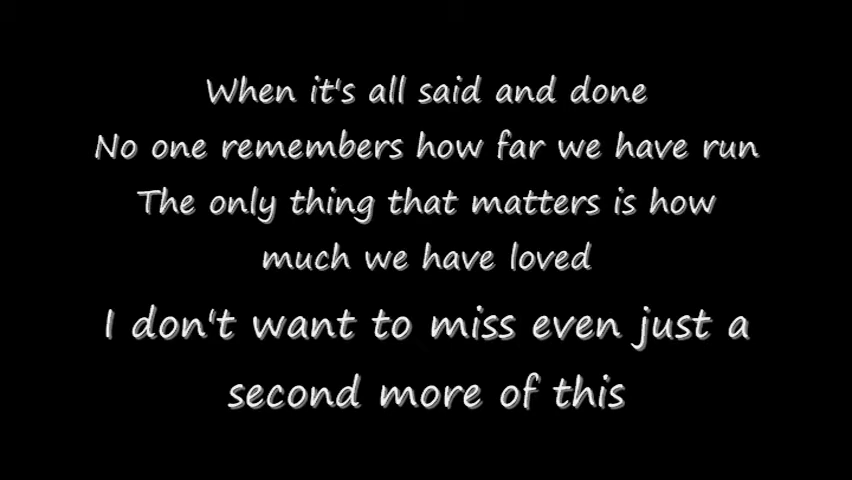 When it's all said and done
No one remembers how far we have run
The only thing that matters is how
much we have loved
I don't want to miss even just a
second more of this